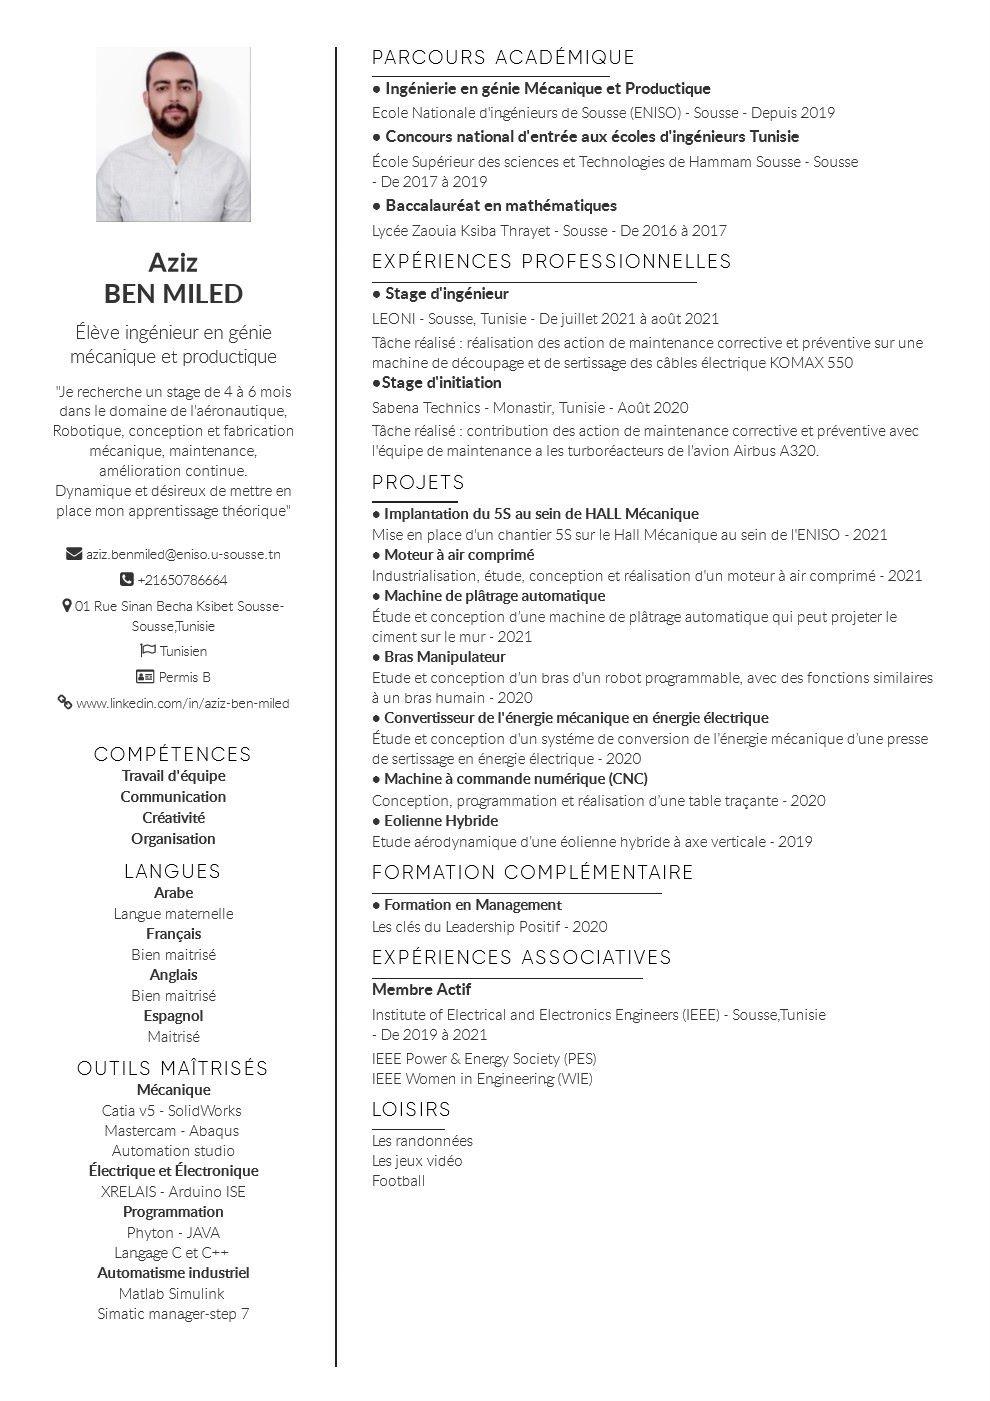 Aziz
BEN MILED
Élève ingénieur en génie
mécanique et productique
"Je recherche un stage de 4 à 6 mois
dans le domaine de l'aéronautique,
Robotique, conception et fabrication
mécanique, maintenance,
amélioration continue.
Dynamique et désireux de mettre en
place mon apprentissage théorique"
aziz.benmiled@eniso.u-sousse.tn
+21650786664
01 Rue Sinan Becha Ksibet Sousse-
Sousse,Tunisie
Tunisien
Permis B
www.linkedin.com/in/aziz-ben-miled
COMPÉTENCES
Travail d'équipe
Communication
Créativité
Organisation
LANGUES
Arabe
Langue maternelle
Français
Bien maitrisé
Anglais
Bien maitrisé
Espagnol
Maitrisé
OUTILS MAÎTRISÉS
Mécanique
Catia v5 - SolidWorks
Mastercam - Abaqus
Automation studio
Électrique et Électronique
XRELAIS - Arduino ISE
Programmation
Phyton - JAVA
Langage C et C++
Automatisme industriel
Matlab Simulink
Simatic manager-step 7
PARCOURS ACADÉMIQUE
● Ingénierie en génie Mécanique et Productique
Ecole Nationale d'ingénieurs de Sousse (ENISO) - Sousse - Depuis 2019
● Concours national d'entrée aux écoles d'ingénieurs Tunisie
École Supérieur des sciences et Technologies de Hammam Sousse - Sousse
- De 2017 à 2019
● Baccalauréat en mathématiques
Lycée Zaouia Ksiba Thrayet - Sousse - De 2016 à 2017
EXPÉRIENCES PROFESSIONNELLES
● Stage d'ingénieur
LEONI - Sousse, Tunisie - De juillet 2021 à août 2021
Tâche réalisé : réalisation des action de maintenance corrective et préventive sur une
machine de découpage et de sertissage des câbles électrique KOMAX 550
●Stage d'initiation
Sabena Technics - Monastir, Tunisie - Août 2020
Tâche réalisé : contribution des action de maintenance corrective et préventive avec
l'équipe de maintenance a les turboréacteurs de l'avion Airbus A320.
PROJETS
● Implantation du 5S au sein de HALL Mécanique
Mise en place d'un chantier 5S sur le Hall Mécanique au sein de l'ENISO - 2021
● Moteur à air comprimé
Industrialisation, étude, conception et réalisation d'un moteur à air comprimé - 2021
● Machine de plâtrage automatique
Étude et conception d'une machine de plâtrage automatique qui peut projeter le
ciment sur le mur - 2021
● Bras Manipulateur
Etude et conception d'un bras d'un robot programmable, avec des fonctions similaires
à un bras humain - 2020
● Convertisseur de l'énergie mécanique en énergie électrique
Étude et conception d'un systéme de conversion de l'énergie mécanique d'une presse
de sertissage en énergie électrique - 2020
● Machine à commande numérique (CNC)
Conception, programmation et réalisation d'une table traçante - 2020
● Eolienne Hybride
Etude aérodynamique d'une éolienne hybride à axe verticale - 2019
FORMATION COMPLÉMENTAIRE
● Formation en Management
Les clés du Leadership Positif - 2020
EXPÉRIENCES ASSOCIATIVES
Membre Actif
Institute of Electrical and Electronics Engineers (IEEE) - Sousse,Tunisie
- De 2019 à 2021
IEEE Power & Energy Society (PES)
IEEE Women in Engineering (WIE)
LOISIRS
Les randonnées
Les jeux vidéo
Football